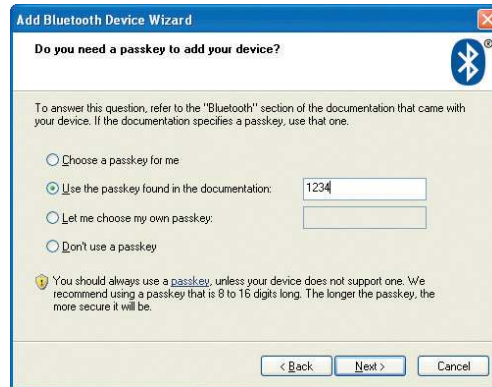 Add Bluetooth Device Wizard
Do you need a passkey to add your device?
®
To answer this question, refer to the "Bluetooth" section of the documentation that came with
your device. If the documentation specifies a passkey, use that one.
Choose a passkey for me
Use the passkey found in the documentation: 1234
Let me choose my own passkey:
Don't use a passkey
You should always use a passkey, unless your device does not support one. We
recommend using a passkey that is 8 to 16 digits long. The longer the passkey, the
more secure it will be.
< Back Next > Cancel